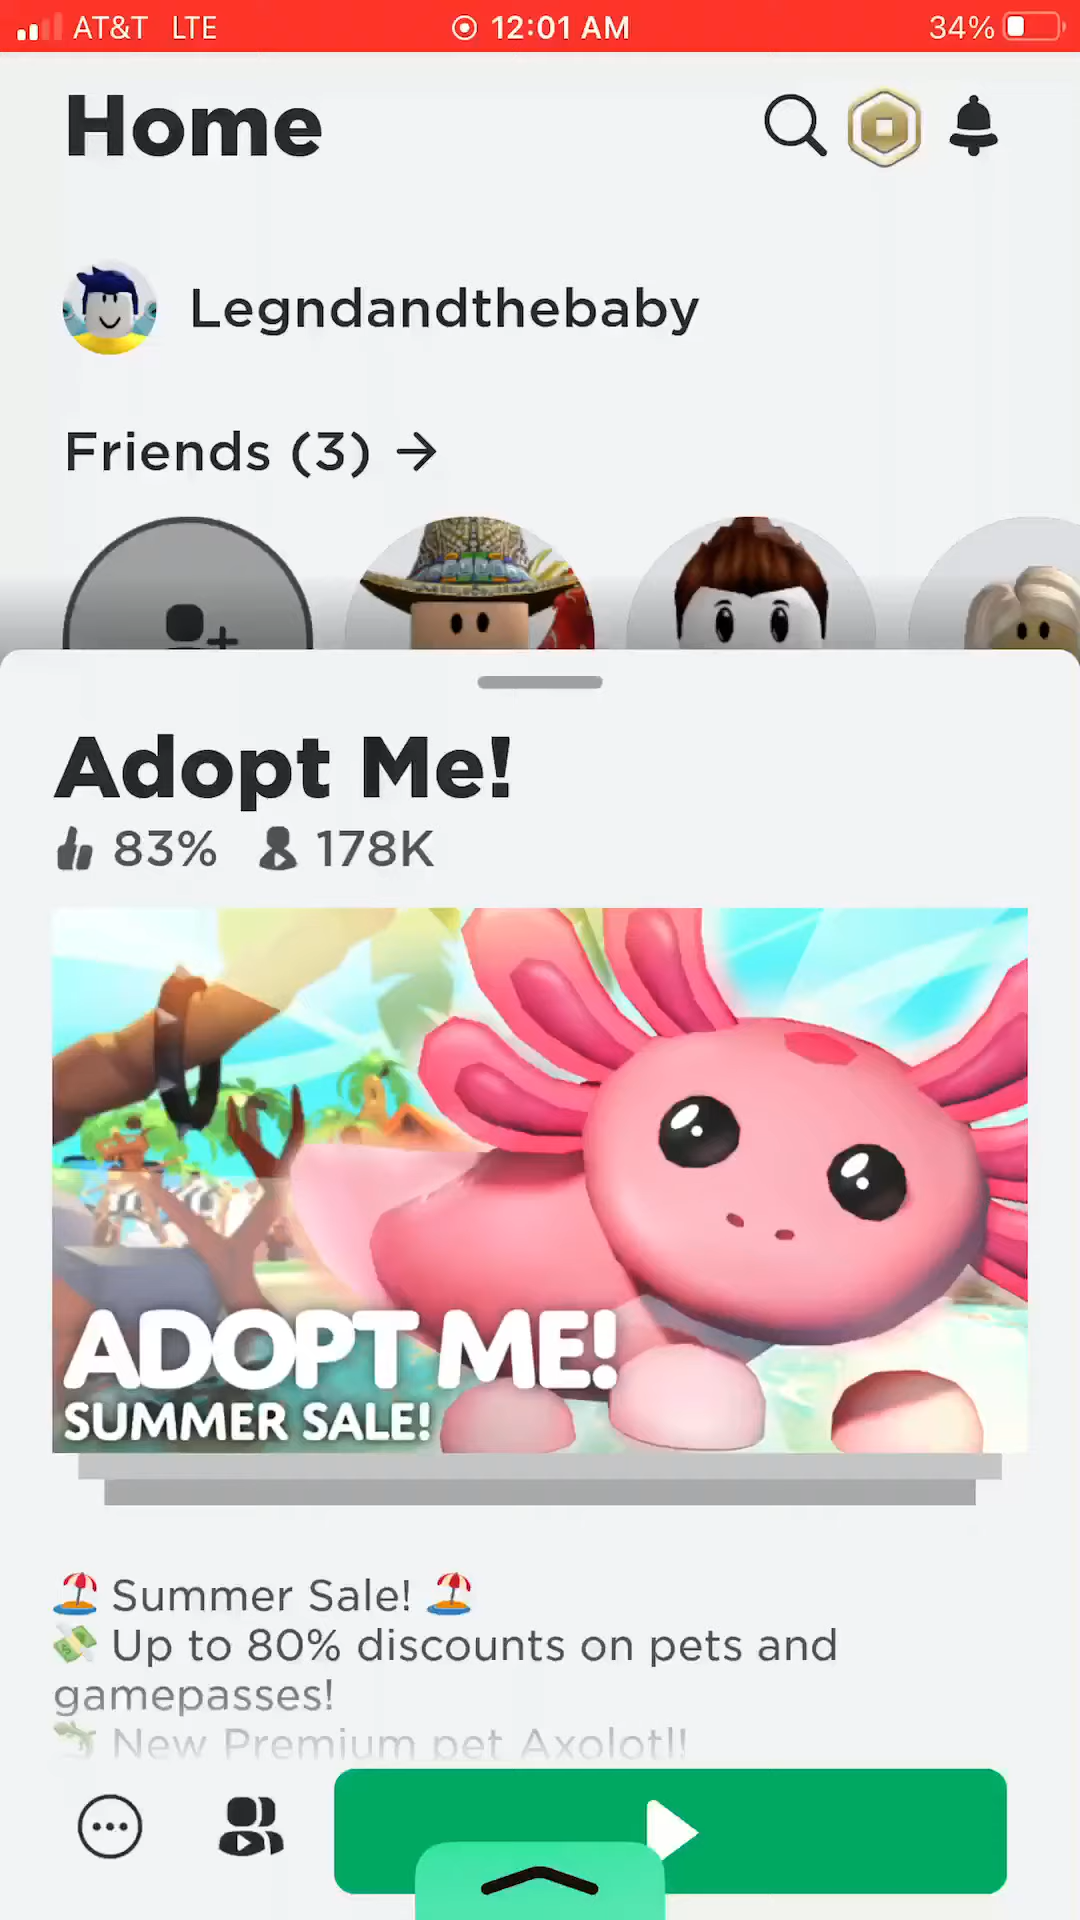 AT&T LTE 12:01 AM 34%
Home
Legndandthebaby
Friends (3) →
Adopt Me!
83% 178K
ADOPT ME!
SUMMER SALE!
🏖️ Summer Sale! 🏖️
💸 Up to 80% discounts on pets and
gamepasses!
🦎 New Premium pet Axolotl!